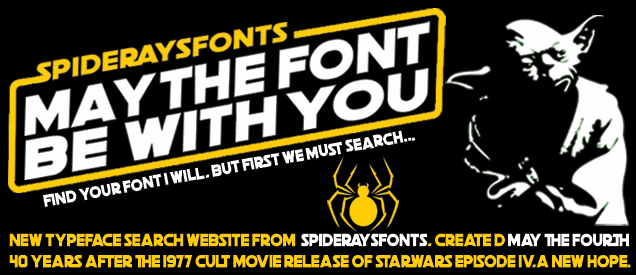 SPIDERAYSFONTS
MAY THE FONT
BE WITH YOU
FIND YOUR FONT I WILL. BUT FIRST WE MUST SEARCH...
NEW TYPEFACE SEARCH WEBSITE FROM SPIDERAYSFONTS. CREATE D MAY THE FOURTH
40 YEARS AFTER THE 1977 CULT MOVIE RELEASE OF STARWARS EPISODE IV. A NEW HOPE.